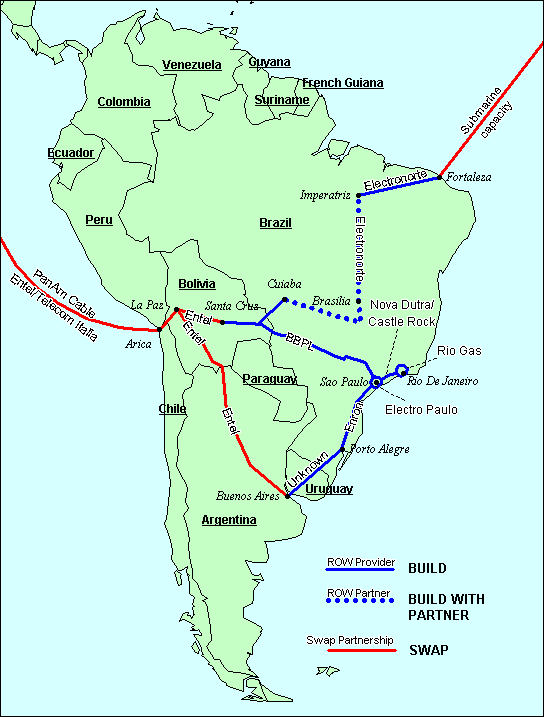 Guyana
Venezuela
French Guiana
Suriname
Colombia
Submarine
capacity
Ecuador
Electronorte
Fortaleza
Imperatriz
Peru
Brazil
Electronorte
Bolivia
Cuiaba
PanAm Cable
Entel/Telecom Italia
La Paz
Santa Cruz
Brasilia
Nova Dutra/
Castle Rock
Entel
Arica
Entel
BBPL
Rio Gas
Paraguay
Sao Paulo
Rio De Janeiro
Chile
Entel
Enron
Electro Paulo
Porto Alegre
Unknown
Buenos Aires
Uruguay
Argentina
ROW Provider
BUILD
ROW Partner
BUILD WITH
PARTNER
Swap Partnership
SWAP